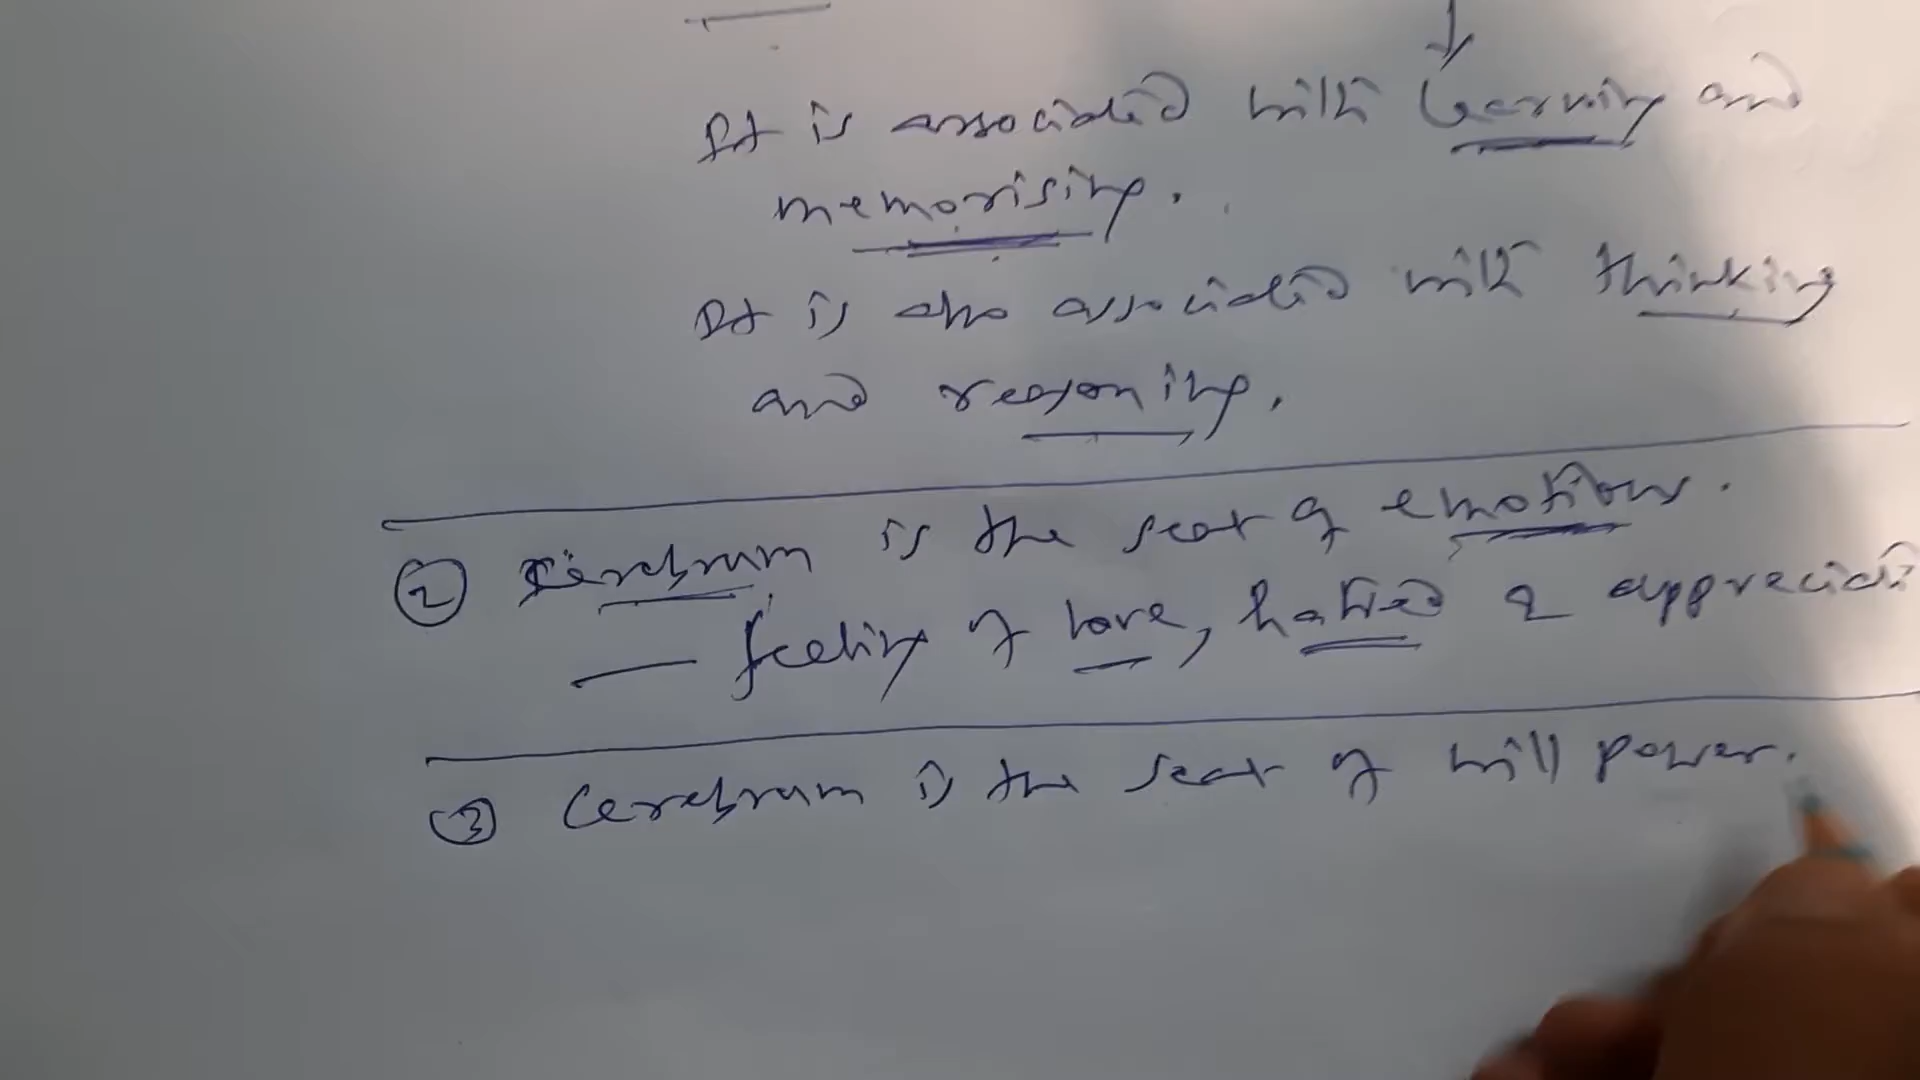 It is associated with learning and
memorising.
It is also associated with thinking
and reasoning.
② Cerebrum is the seat of emotions.
— feeling of love, hatred & appreciati
③ Cerebrum is the seat of will power.